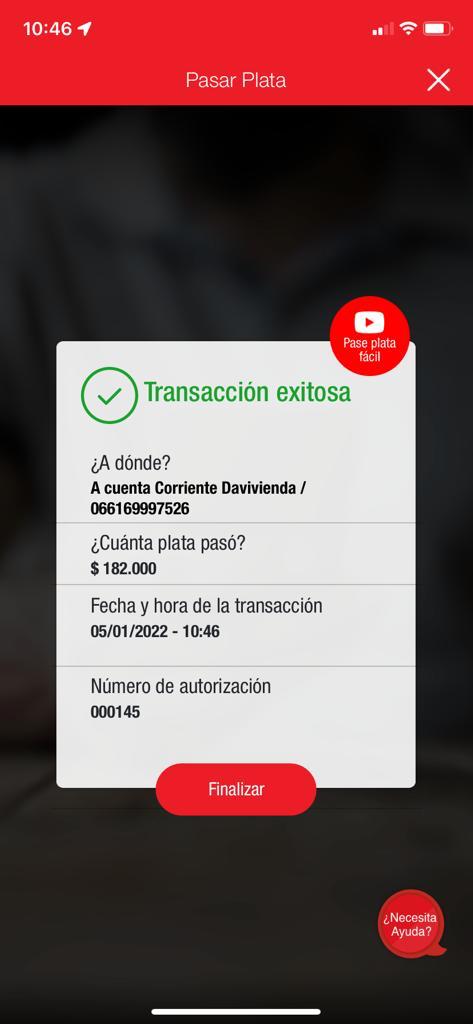 10:46
Pasar Plata
Pase plata
fácil
Transacción exitosa
¿A dónde?
A cuenta Corriente Davivienda /
066169997526
¿Cuánta plata pasó?
$ 182.000
Fecha y hora de la transacción
05/01/2022 - 10:46
Número de autorización
000145
Finalizar
¿Necesita
Ayuda?